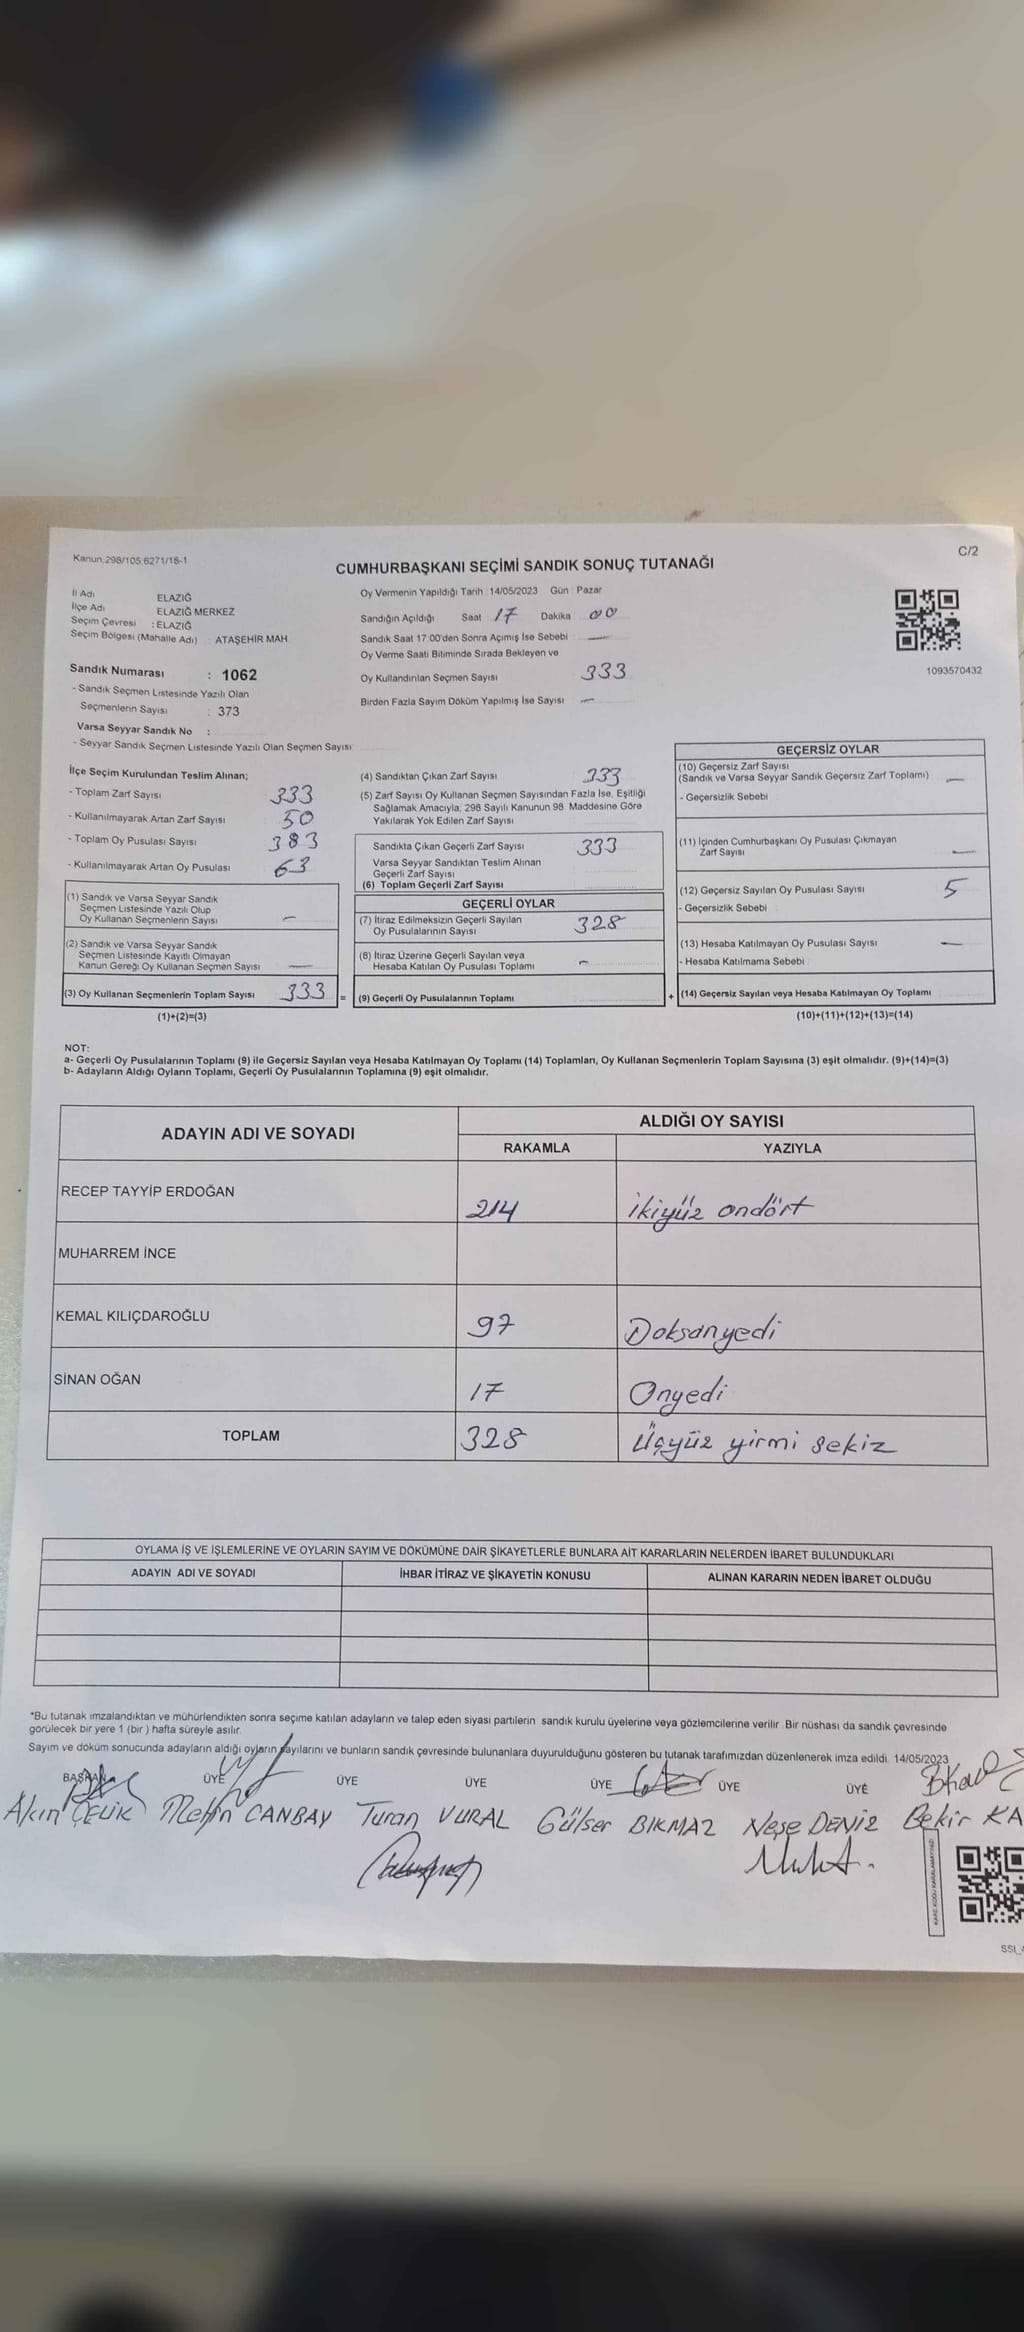 Kanun.298/105.6271/16-1
C/2
CUMHURBAŞKANI SEÇİMİ SANDIK SONUÇ TUTANAĞI
İl Adı ELAZIĞ
İlçe Adı ELAZIĞ MERKEZ
Seçim Çevresi : ELAZIĞ
Seçim Bölgesi (Mahalle Adı) ATAŞEHİR MAH
Sandık Numarası : 1062
- Sandık Seçmen Listesinde Yazılı Olan
Seçmenlerin Sayısı : 373
Varsa Seyyar Sandık No :
- Seyyar Sandık Seçmen Listesinde Yazılı Olan Seçmen Sayısı
Oy Vermenin Yapıldığı Tarih 14/05/2023 Gün Pazar
Sandığın Açıldığı Saat 17 Dakika 00
Sandık Saat 17.00'den Sonra Açımış İse Sebebi —
Oy Verme Saati Bitiminde Sırada Bekleyen ve
Oy Kullandırılan Seçmen Sayısı 333
Birden Fazla Sayım Döküm Yapılmış İse Sayısı —
1093570432
İlçe Seçim Kurulundan Teslim Alınan;
- Toplam Zarf Sayısı 333
- Kullanılmayarak Artan Zarf Sayısı 50
- Toplam Oy Pusulası Sayısı 383
- Kullanılmayarak Artan Oy Pusulası 63
(1) Sandık ve Varsa Seyyar Sandık
Seçmen Listesinde Yazılı Olup
Oy Kullanan Seçmenlerin Sayısı —
(2) Sandık ve Varsa Seyyar Sandık
Seçmen Listesinde Kayıtlı Olmayan
Kanun Gereği Oy Kullanan Seçmen Sayısı —
(3) Oy Kullanan Seçmenlerin Toplam Sayısı 333 =
(1)+(2)=(3)
(4) Sandıktan Çıkan Zarf Sayısı 333
(5) Zarf Sayısı Oy Kullanan Seçmen Sayısından Fazla İse, Eşitliği
Sağlamak Amacıyla; 298 Sayılı Kanunun 98. Maddesine Göre
Yakılarak Yok Edilen Zarf Sayısı
Sandıkta Çıkan Geçerli Zarf Sayısı 333
Varsa Seyyar Sandıktan Teslim Alınan
Geçerli Zarf Sayısı
(6) Toplam Geçerli Zarf Sayısı
GEÇERLİ OYLAR
(7) İtiraz Edilmeksizin Geçerli Sayılan
Oy Pusulalarının Sayısı 328
(8) İtiraz Üzerine Geçerli Sayılan veya
Hesaba Katılan Oy Pusulası Toplamı —
(9) Geçerli Oy Pusulalarının Toplamı +
GEÇERSİZ OYLAR
(10) Geçersiz Zarf Sayısı
(Sandık ve Varsa Seyyar Sandık Geçersiz Zarf Toplamı) —
- Geçersizlik Sebebi
(11) İçinden Cumhurbaşkanı Oy Pusulası Çıkmayan
Zarf Sayısı —
(12) Geçersiz Sayılan Oy Pusulası Sayısı 5
- Geçersizlik Sebebi
(13) Hesaba Katılmayan Oy Pusulası Sayısı —
- Hesaba Katılmama Sebebi
(14) Geçersiz Sayılan veya Hesaba Katılmayan Oy Toplamı
(10)+(11)+(12)+(13)=(14)
NOT:
a- Geçerli Oy Pusulalarının Toplamı (9) ile Geçersiz Sayılan veya Hesaba Katılmayan Oy Toplamı (14) Toplamları, Oy Kullanan Seçmenlerin Toplam Sayısına (3) eşit olmalıdır. (9)+(14)=(3)
b- Adayların Aldığı Oyların Toplamı, Geçerli Oy Pusulalarının Toplamına (9) eşit olmalıdır.
ADAYIN ADI VE SOYADI
ALDIĞI OY SAYISI
RAKAMLA YAZIYLA
RECEP TAYYİP ERDOĞAN 214 İkiyüz ondört
MUHARREM İNCE
KEMAL KILIÇDAROĞLU 97 Doksanyedi
SİNAN OĞAN 17 Onyedi
TOPLAM 328 Üçyüz yirmi sekiz
OYLAMA İŞ VE İŞLEMLERİNE VE OYLARIN SAYIM VE DÖKÜMÜNE DAİR ŞİKAYETLERLE BUNLARA AİT KARARLARIN NELERDEN İBARET BULUNDUKLARI
ADAYIN ADI VE SOYADI İHBAR İTİRAZ VE ŞİKAYETİN KONUSU ALINAN KARARIN NEDEN İBARET OLDUĞU
*Bu tutanak imzalandıktan ve mühürlendikten sonra seçime katılan adayların ve talep eden siyasi partilerin sandık kurulu üyelerine veya gözlemcilerine verilir. Bir nüshası da sandık çevresinde
görülecek bir yere 1 (bir ) hafta süreyle asılır.
Sayım ve döküm sonucunda adayların aldığı oyların sayılarını ve bunların sandık çevresinde bulunanlara duyurulduğunu gösteren bu tutanak tarafımızdan düzenlenerek imza edildi. 14/05/2023
BAŞKAN ÜYE ÜYE ÜYE ÜYE ÜYE ÜYE
Akın ÇELİK Metin CANBAY Turan VURAL Gülser BIKMAZ Neşe DENİZ Bekir KA